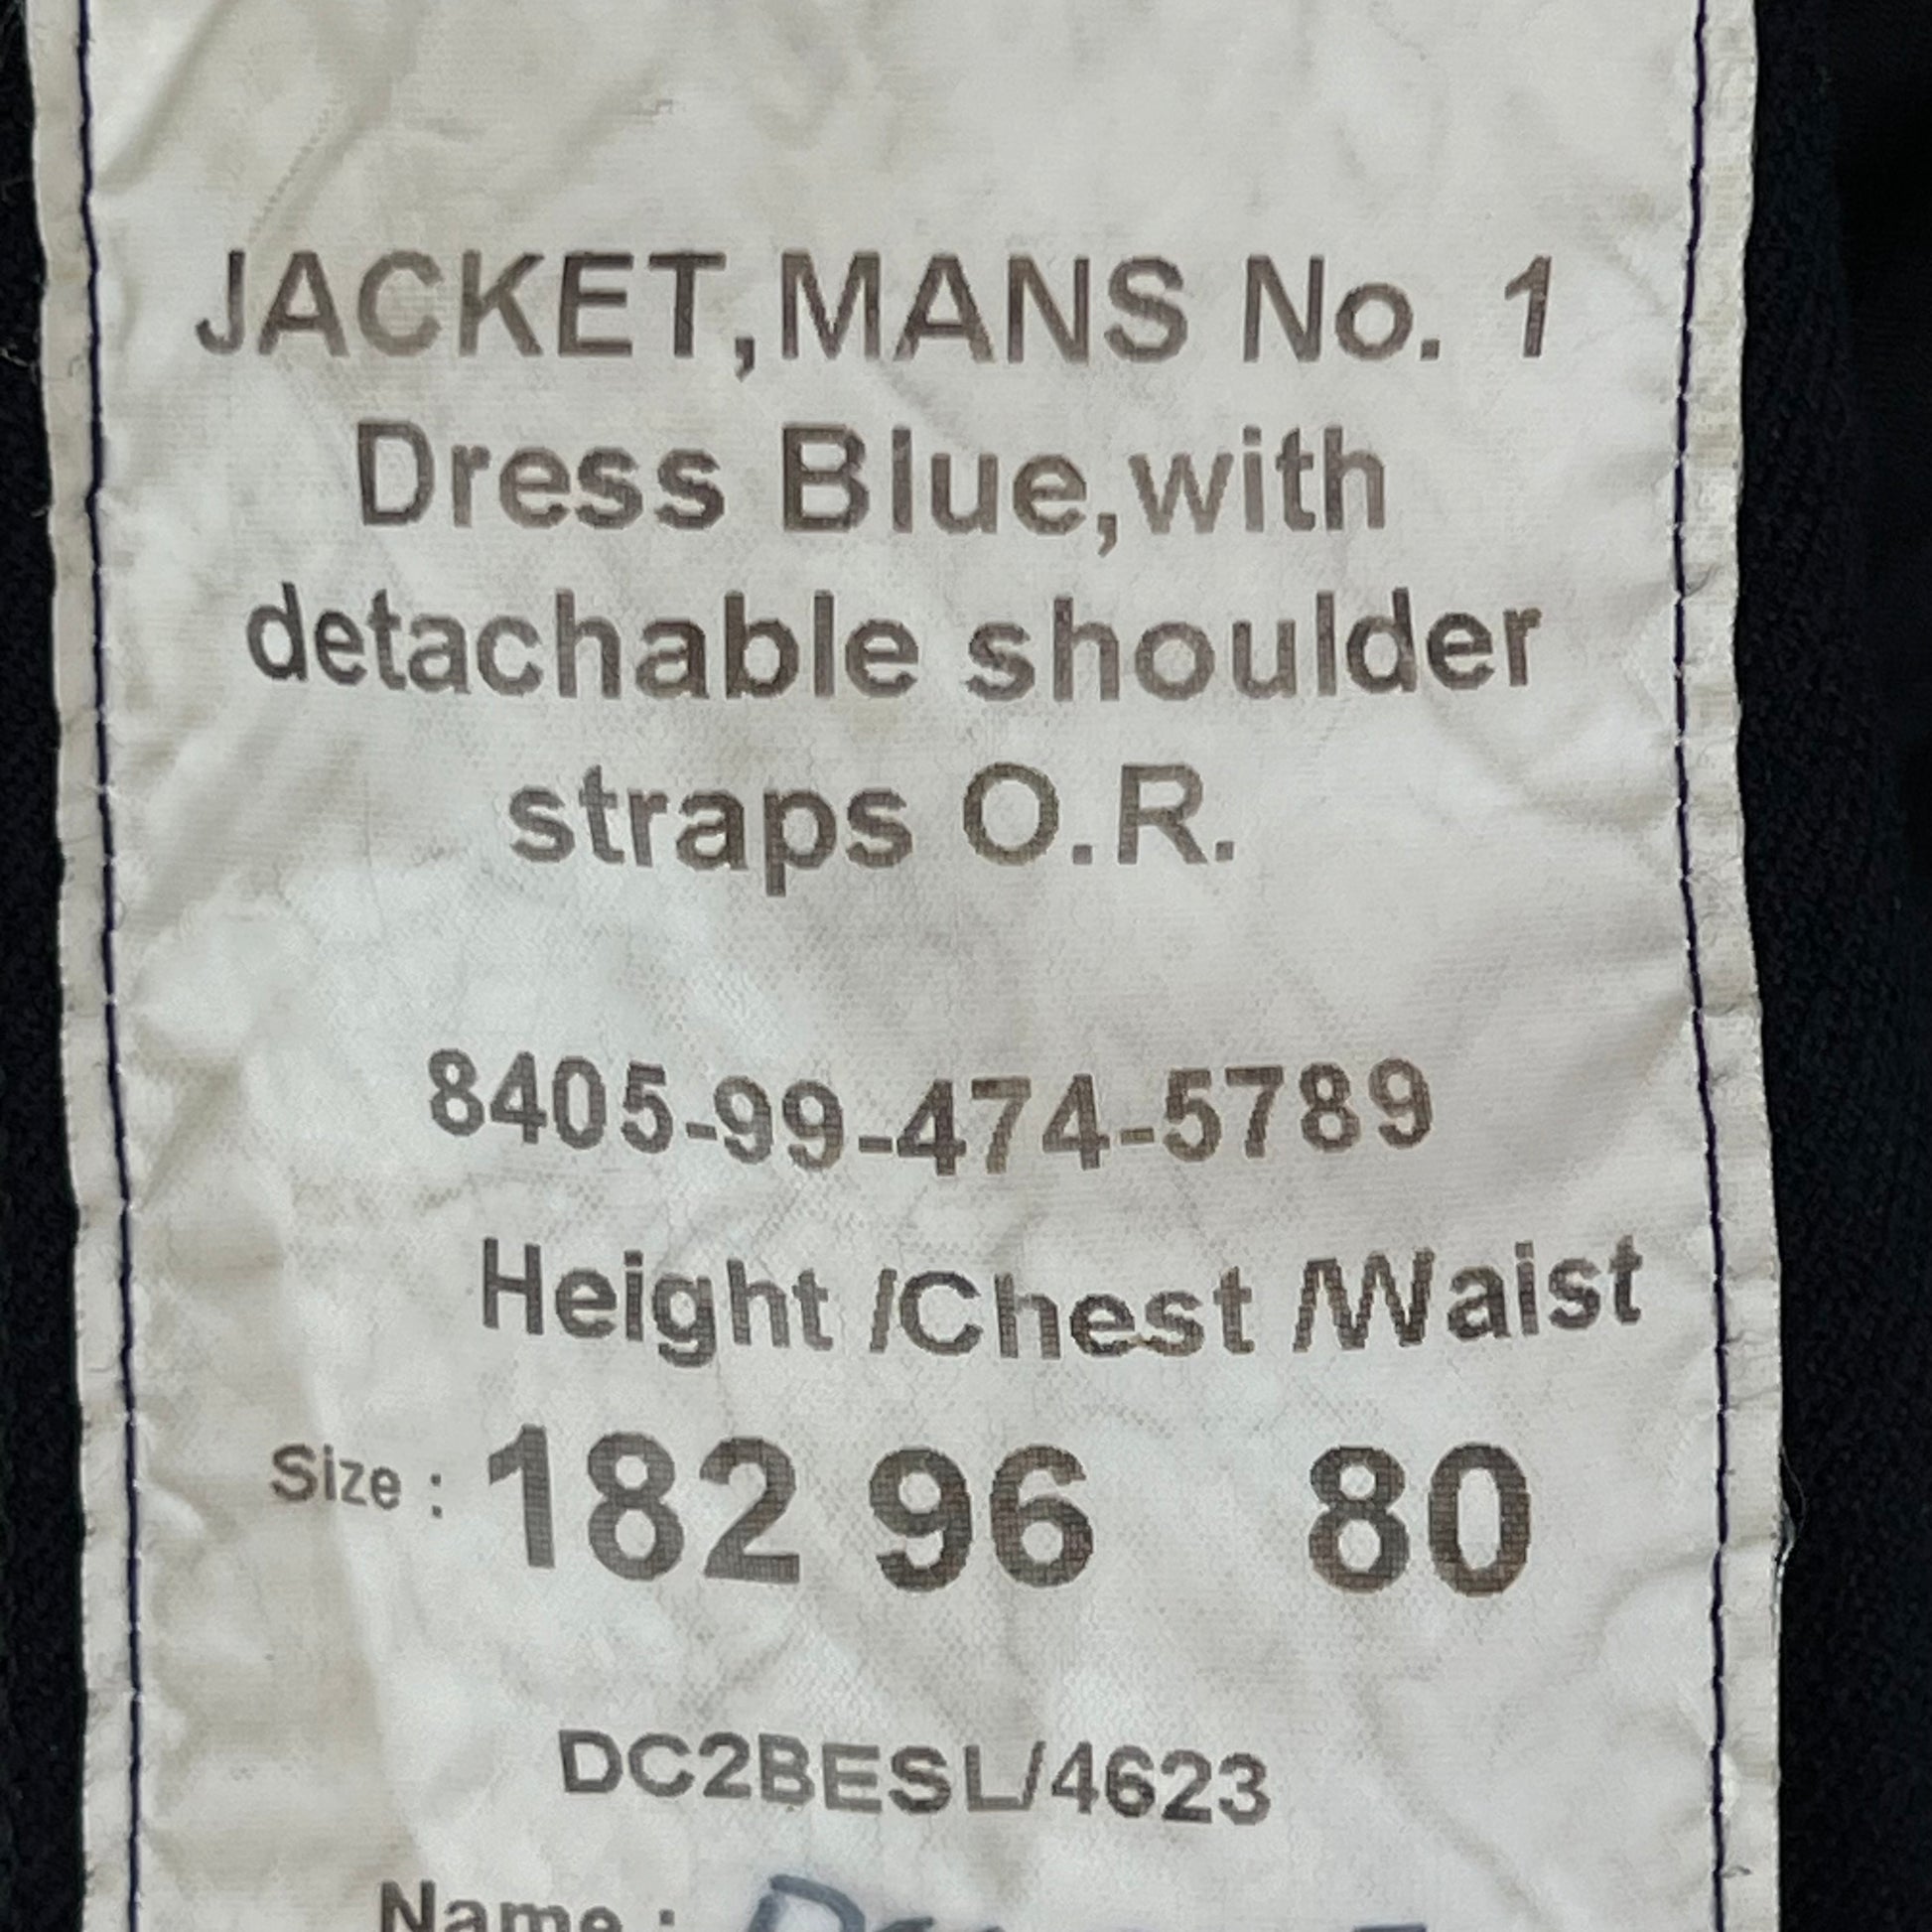 JACKET,MANS No. 1
Dress Blue,with
detachable shoulder
straps O.R.
8405-99-474-5789
Height /Chest /Waist
Size : 182 96 80
DC2BESL/4623
Name :